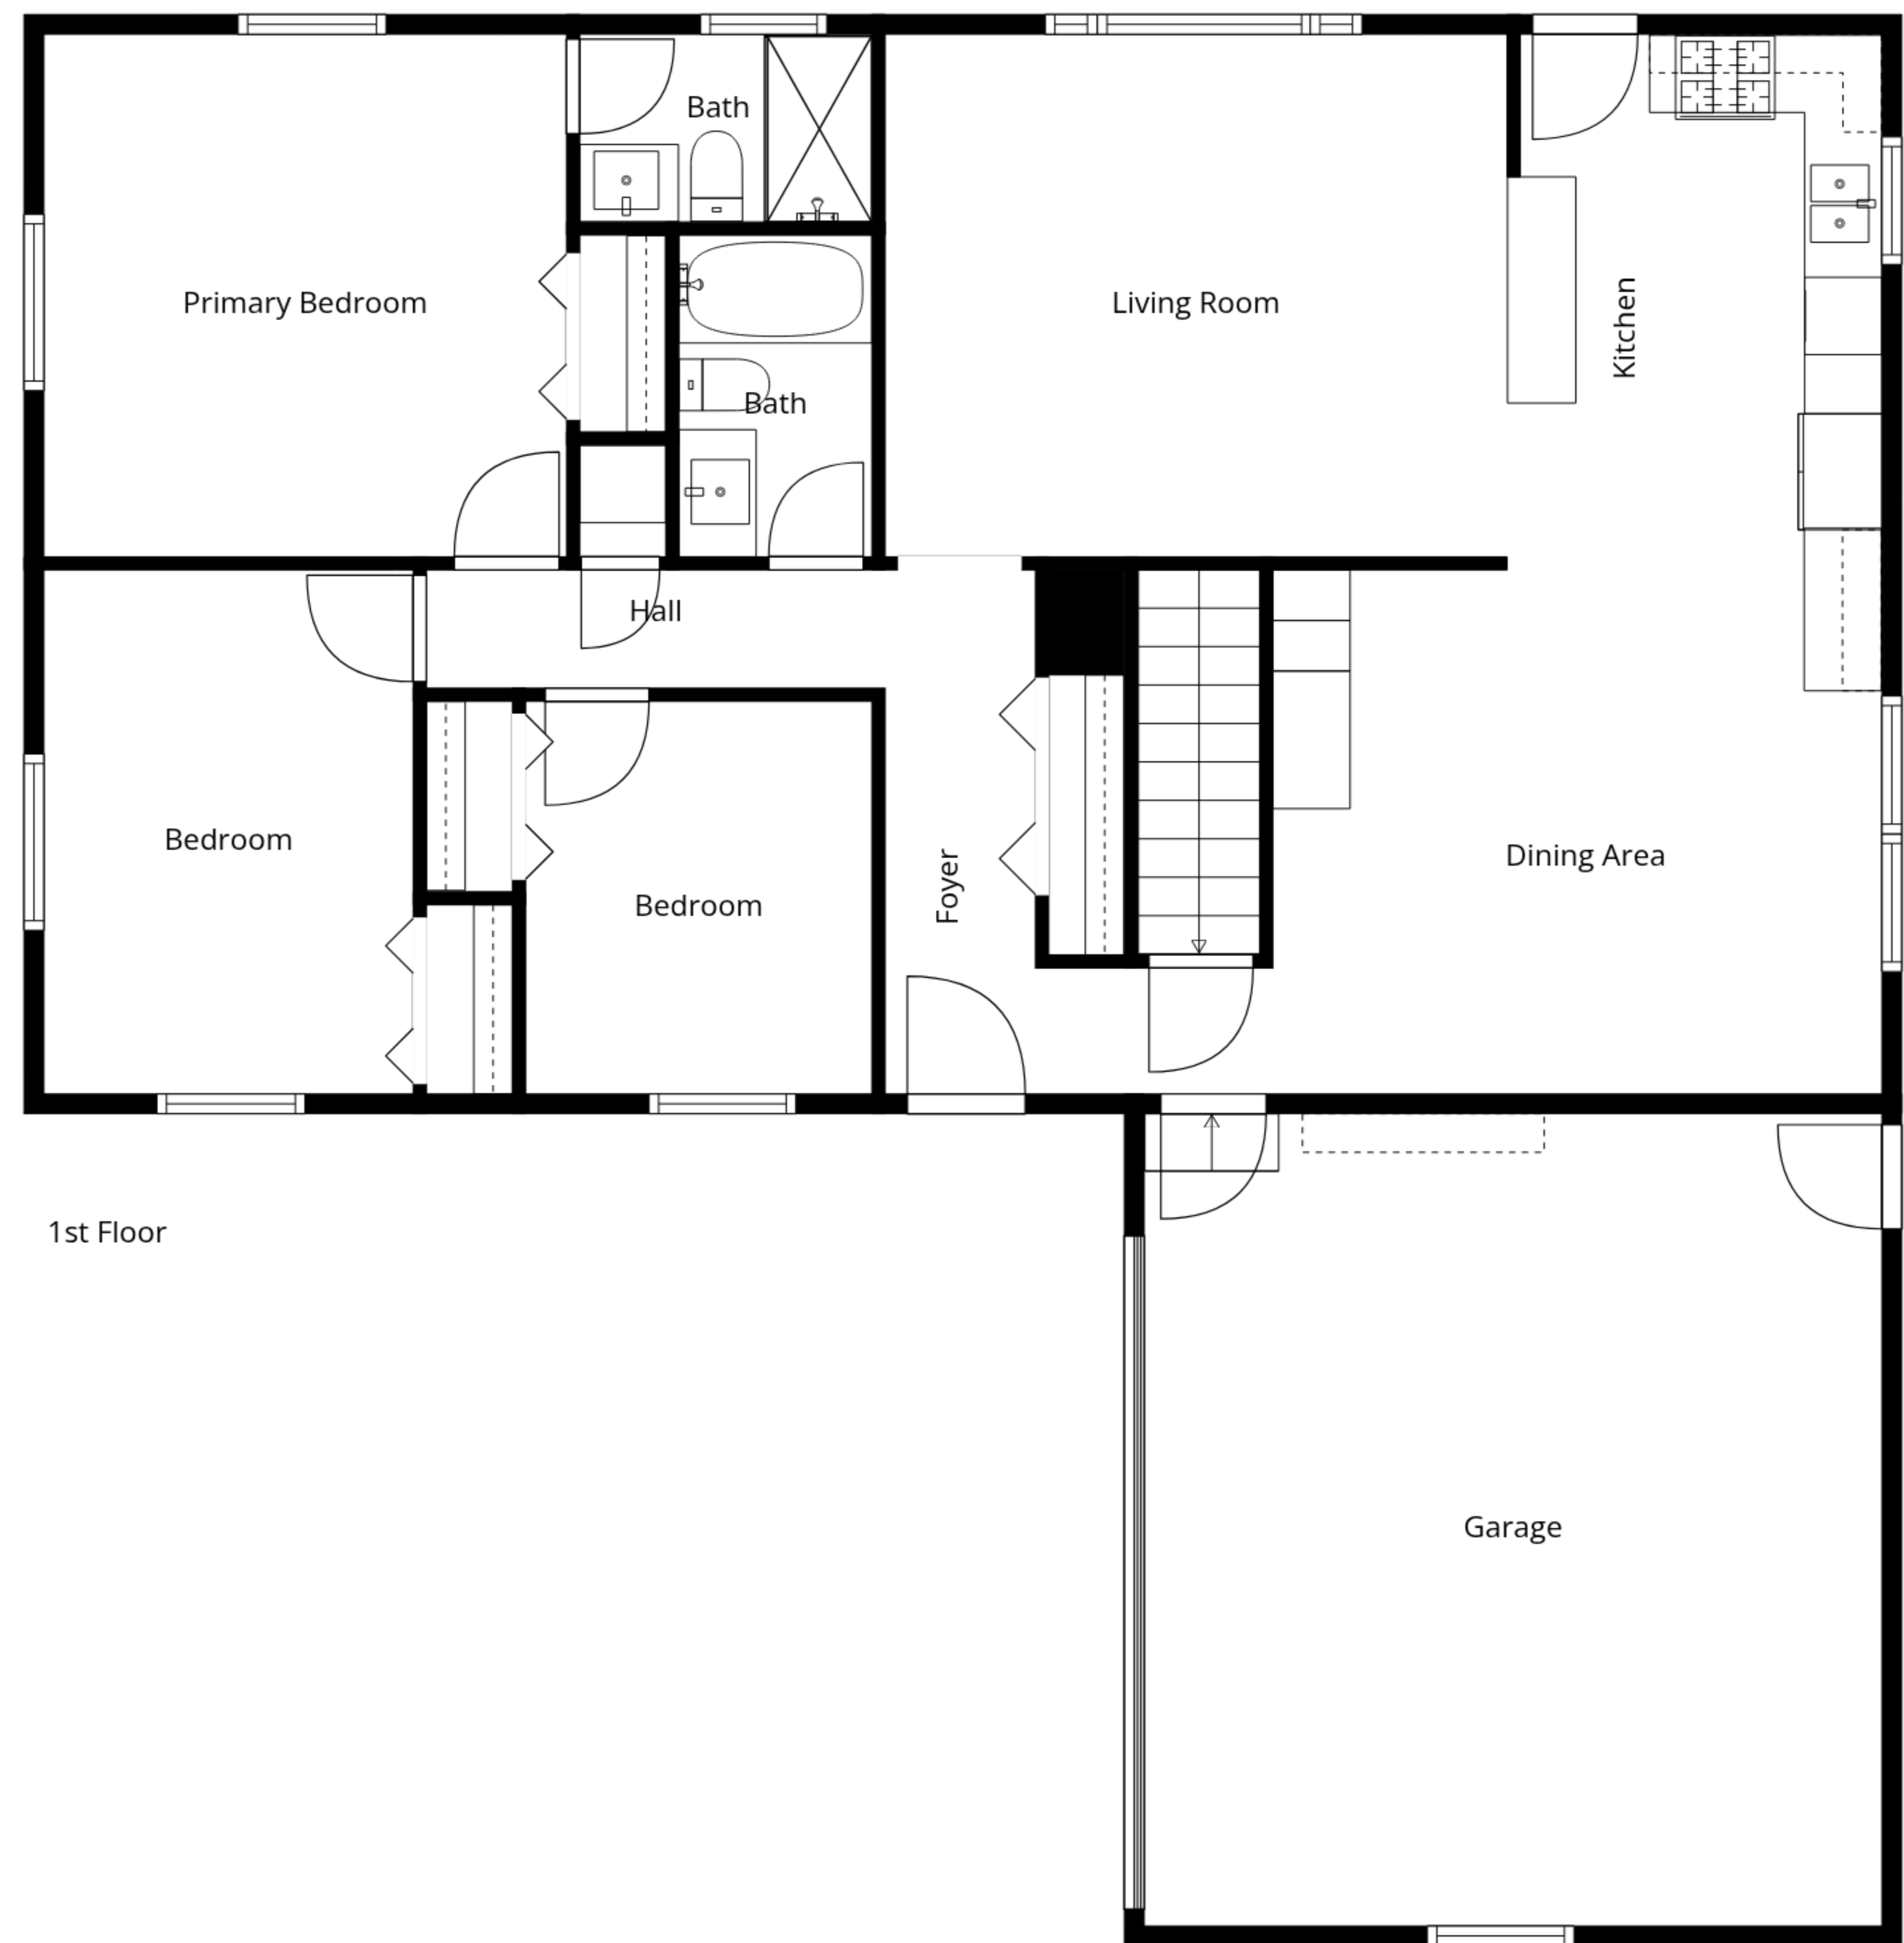 Bath
Primary Bedroom
Living Room
Kitchen
Bath
Hall
Bedroom
Bedroom
Foyer
Dining Area
1st Floor
Garage